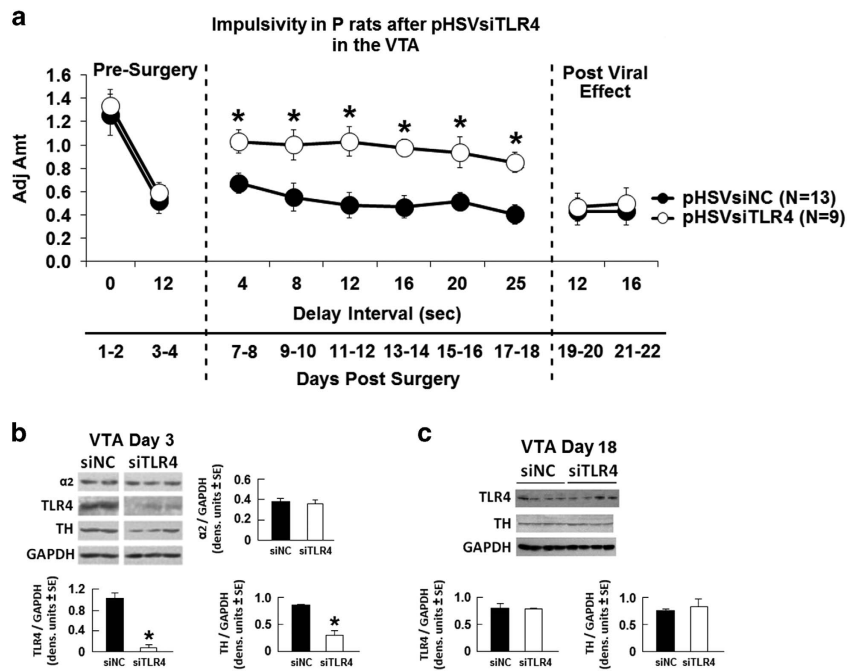 a
Impulsivity in P rats after pHSVsiTLR4
in the VTA
Pre-Surgery
Post Viral
Effect
Adj Amt
1.6
1.4
1.2
1.0
0.8
0.6
0.4
0.2
0.0
* * * * * *
pHSVsiNC (N=13)
pHSVsiTLR4 (N=9)
0 12 4 8 12 16 20 25 12 16
Delay Interval (sec)
1-2 3-4 7-8 9-10 11-12 13-14 15-16 17-18 19-20 21-22
Days Post Surgery
b
VTA Day 3
siNC siTLR4
α2
TLR4
TH
GAPDH
α2 / GAPDH
(dens. units ± SE)
0.6
0.4
0.2
0
siNC siTLR4
TLR4 / GAPDH
(dens. units ± SE)
1.2
0.8
0.4
0
*
siNC siTLR4
TH / GAPDH
(dens. units ± SE)
1.0
0.5
0
*
siNC siTLR4
c
VTA Day 18
siNC siTLR4
TLR4
TH
GAPDH
TLR4 / GAPDH
(dens. units ± SE)
1.0
0.5
0
siNC siTLR4
TH / GAPDH
(dens. units ± SE)
1.0
0.5
0
siNC siTLR4